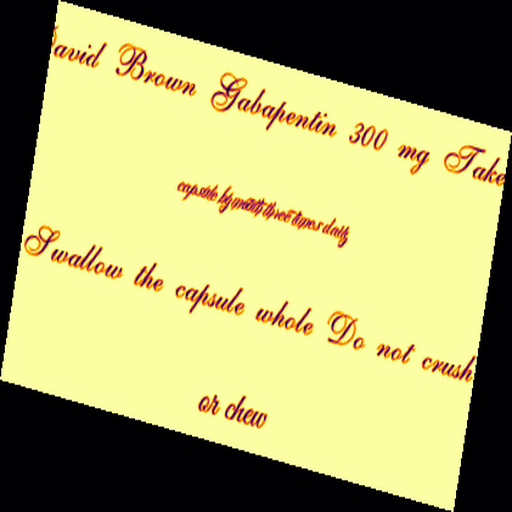 David Brown Gabapentin 300 mg Take
capsule by mouth three times daily
Swallow the capsule whole Do not crush
or chew